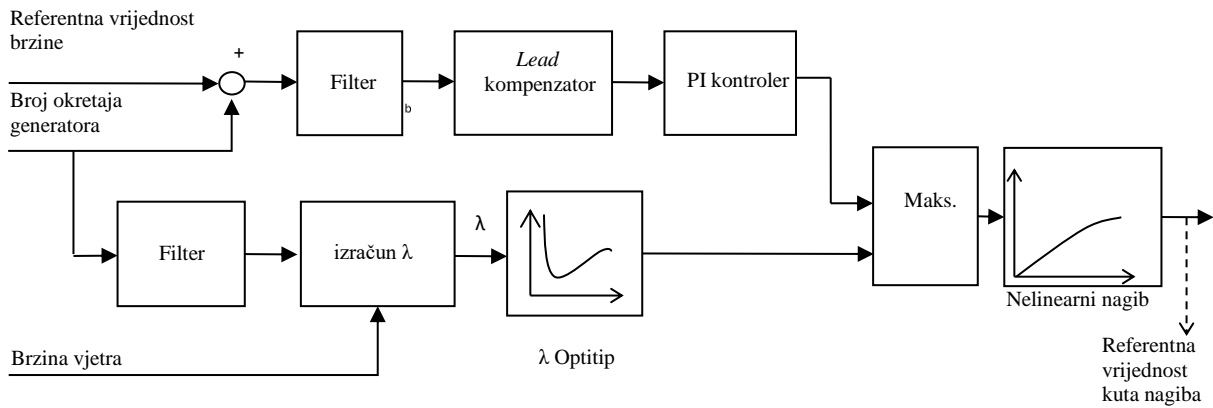 Referentna vrijednost
brzine
+
Broj okretaja
generatora
Filter
b
Lead
kompenzator
PI kontroler
Maks.
Nelinearni nagib
Filter
izračun λ
λ
λ Optitip
Brzina vjetra
Referentna
vrijednost
kuta nagiba